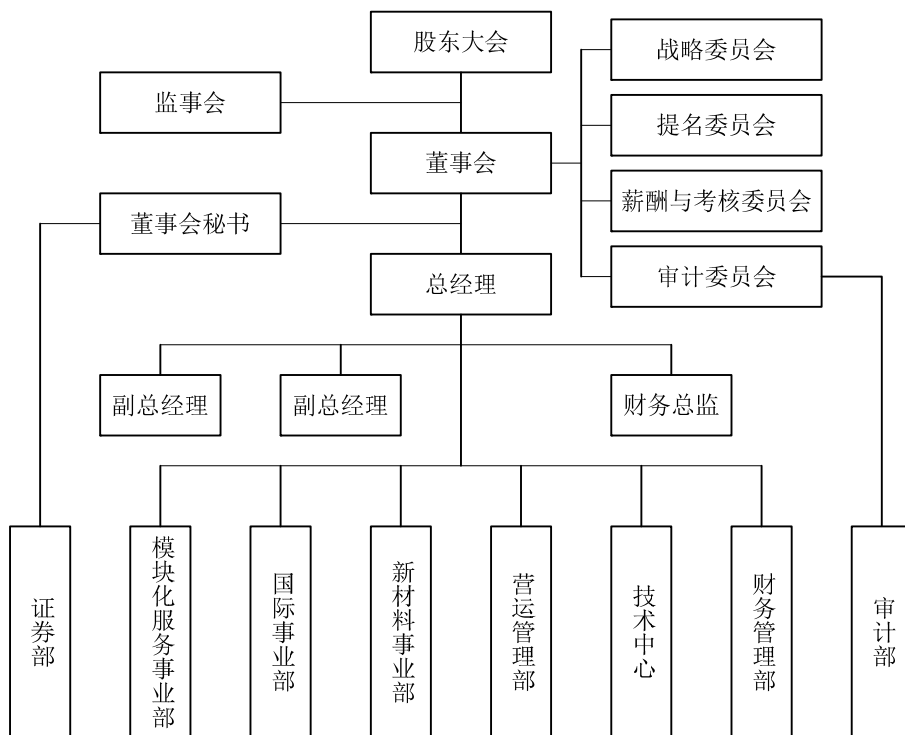 股东大会
战略委员会
监事会
提名委员会
董事会
薪酬与考核委员会
董事会秘书
总经理
审计委员会
副总经理
副总经理
财务总监
证券部
模块化服务事业部
国际事业部
新材料事业部
营运管理部
技术中心
财务管理部
审计部